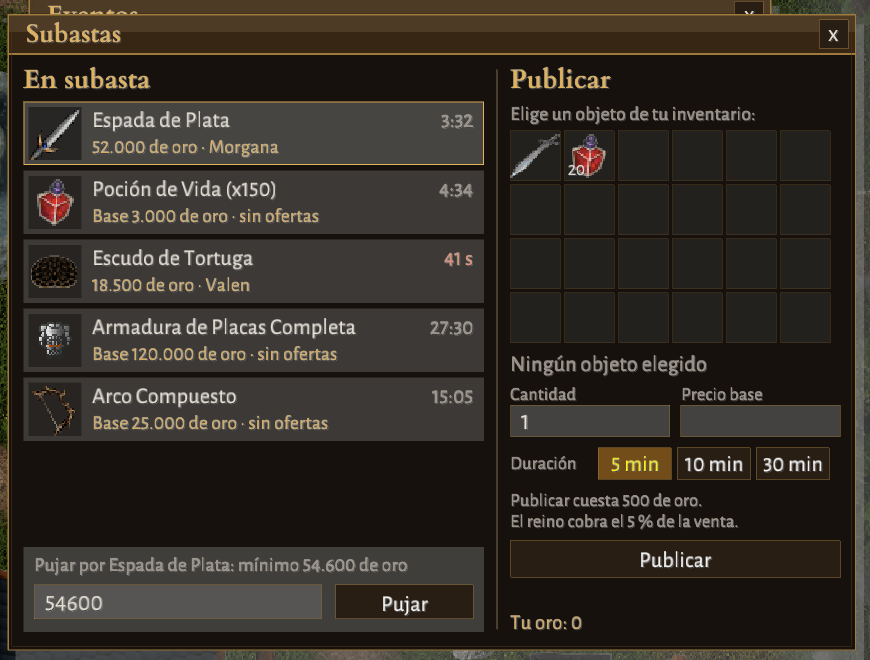 Eventos
x
Subastas
x
En subasta
Espada de Plata
3:32
52.000 de oro · Morgana
Poción de Vida (x150)
4:34
Base 3.000 de oro · sin ofertas
Escudo de Tortuga
41 s
18.500 de oro · Valen
Armadura de Placas Completa
27:30
Base 120.000 de oro · sin ofertas
Arco Compuesto
15:05
Base 25.000 de oro · sin ofertas
Pujar por Espada de Plata: mínimo 54.600 de oro
54600
Pujar
Publicar
Elige un objeto de tu inventario:
20
Ningún objeto elegido
Cantidad
Precio base
1
Duración
5 min
10 min
30 min
Publicar cuesta 500 de oro.
El reino cobra el 5 % de la venta.
Publicar
Tu oro: 0